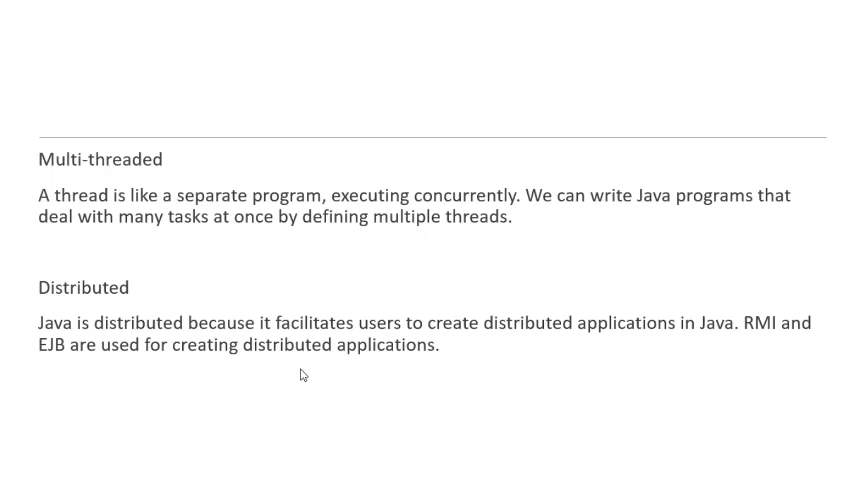 Multi-threaded
A thread is like a separate program, executing concurrently. We can write Java programs that
deal with many tasks at once by defining multiple threads.
Distributed
Java is distributed because it facilitates users to create distributed applications in Java. RMI and
EJB are used for creating distributed applications.